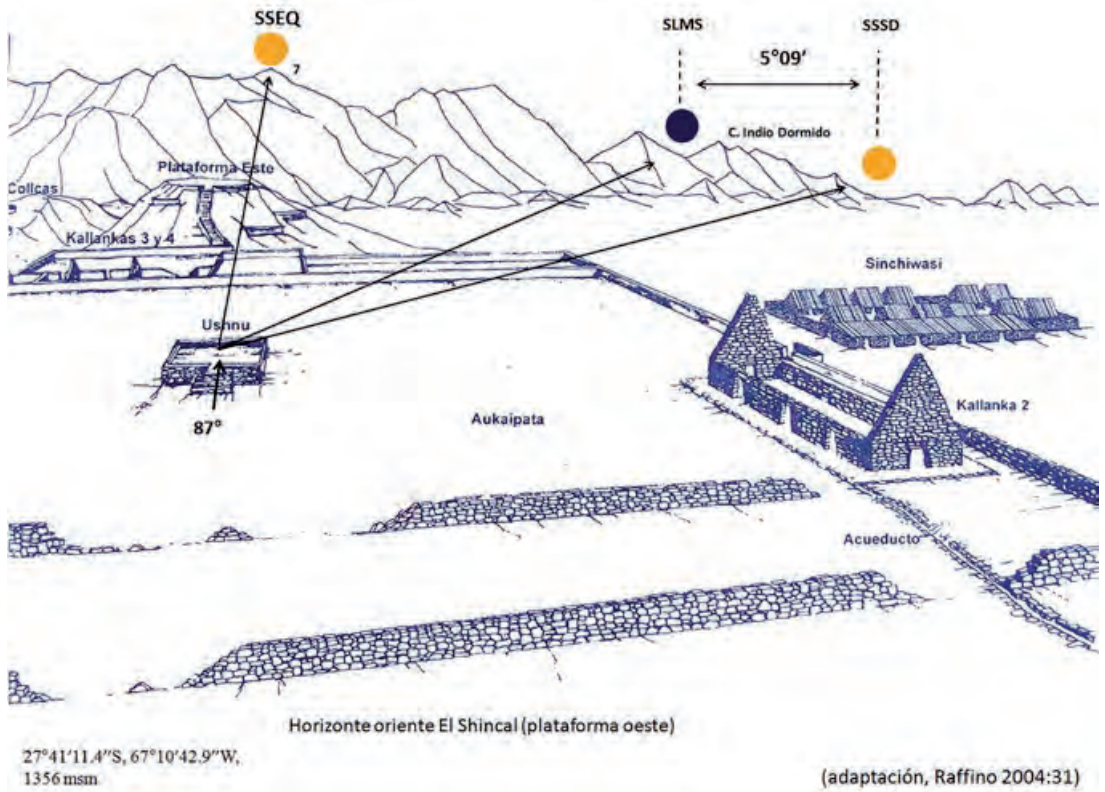 SSEQ
SLMS
SSSD
5°09′
7
C. Indio Dormido
Plataforma Este
Collcas
Kallankas 3 y 4
Sinchiwasi
Ushnu
Kallanka 2
Aukaipata
87°
Acueducto
Horizonte oriente El Shincal (plataforma oeste)
27°41′11.4″S, 67°10′42.9″W,
1356 msm
(adaptación, Raffino 2004:31)